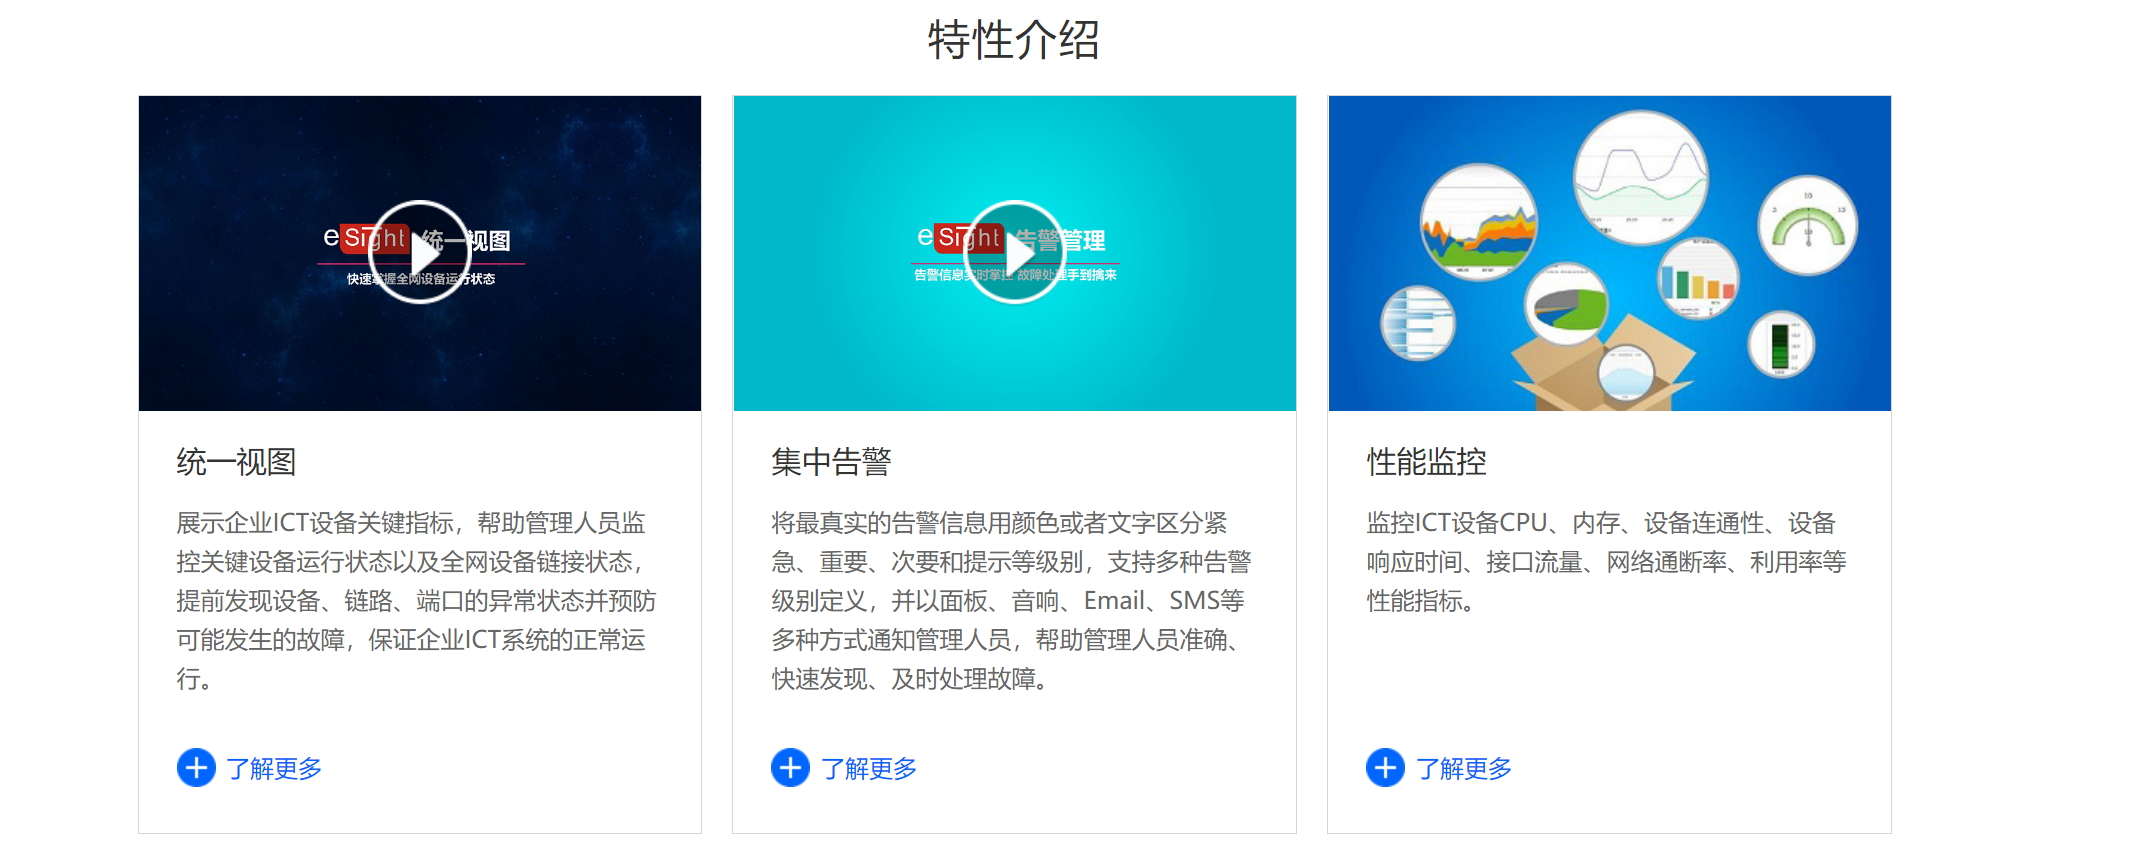 特性介绍
eSight 统一视图
快速掌握全网设备运行状态
eSight 告警管理
告警信息实时掌控 故障处理手到擒来
统一视图
展示企业ICT设备关键指标，帮助管理人员监
控关键设备运行状态以及全网设备链接状态，
提前发现设备、链路、端口的异常状态并预防
可能发生的故障，保证企业ICT系统的正常运
行。
了解更多
集中告警
将最真实的告警信息用颜色或者文字区分紧
急、重要、次要和提示等级别，支持多种告警
级别定义，并以面板、音响、Email、SMS等
多种方式通知管理人员，帮助管理人员准确、
快速发现、及时处理故障。
了解更多
性能监控
监控ICT设备CPU、内存、设备连通性、设备
响应时间、接口流量、网络通断率、利用率等
性能指标。
了解更多